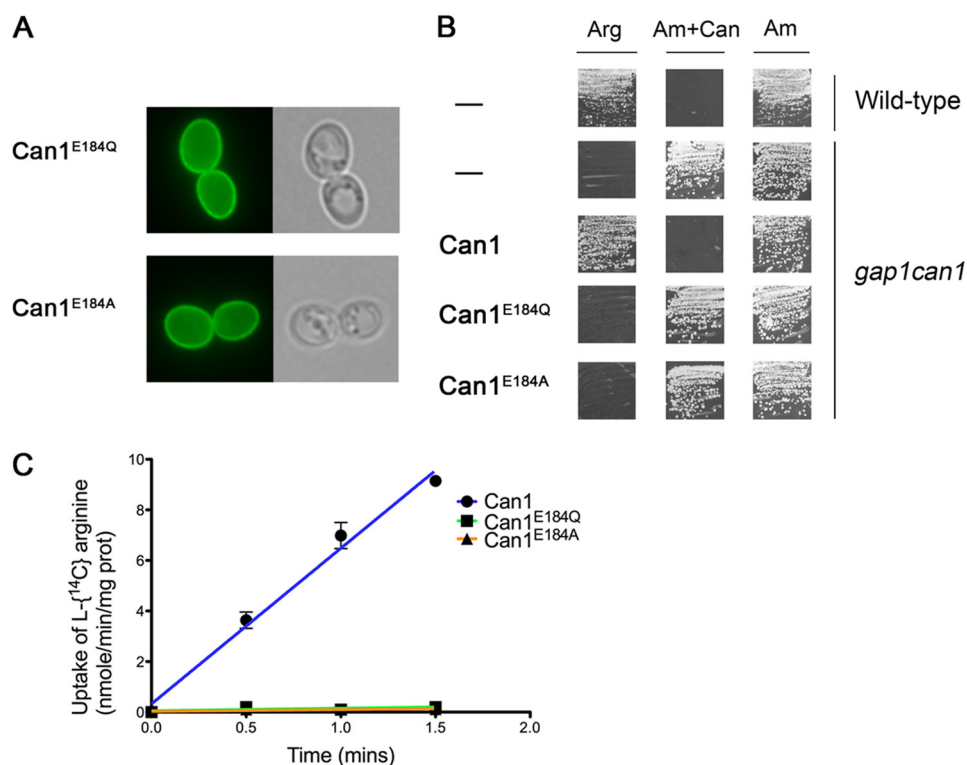 A
Can1E184Q
Can1E184A
B
Arg Am+Can Am
— Wild-type
—
Can1
Can1E184Q
Can1E184A
gap1can1
C
Uptake of L-{14C} arginine
(nmole/min/mg prot)
10
8
6
4
2
0
0.0 0.5 1.0 1.5 2.0
Time (mins)
Can1
Can1E184Q
Can1E184A